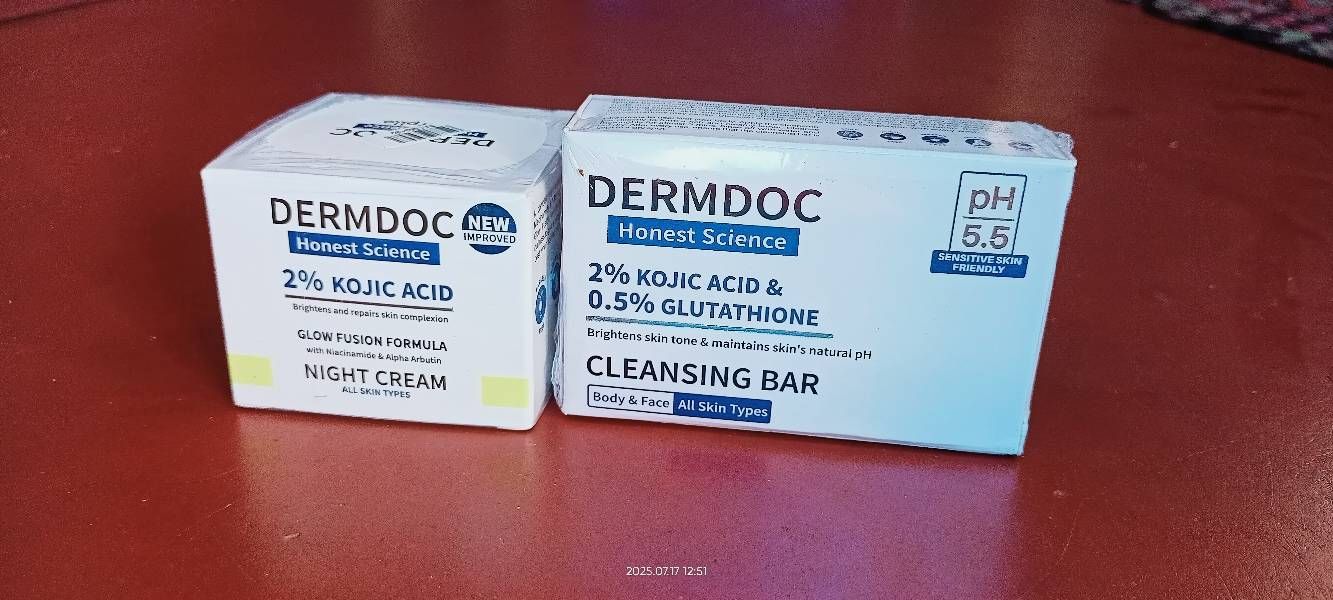 DERMDOC
Honest Science
NEW
IMPROVED
2% KOJIC ACID
Brightens and repairs skin complexion
GLOW FUSION FORMULA
with Niacinamide & Alpha Arbutin
NIGHT CREAM
ALL SKIN TYPES
DERMDOC
Honest Science
pH
5.5
SENSITIVE SKIN
FRIENDLY
2% KOJIC ACID &
0.5% GLUTATHIONE
Brightens skin tone & maintains skin's natural pH
CLEANSING BAR
Body & Face All Skin Types
2025.07.17 12:51